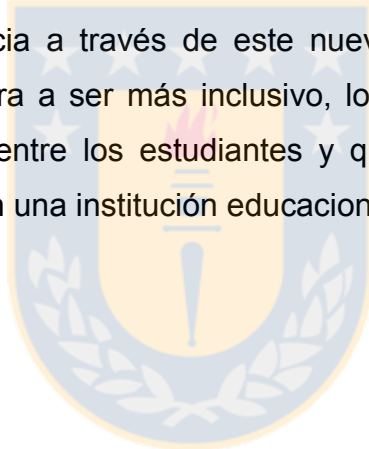 cia a través de este nuev
ra a ser más inclusivo, lo
entre los estudiantes y q
una institución educacion